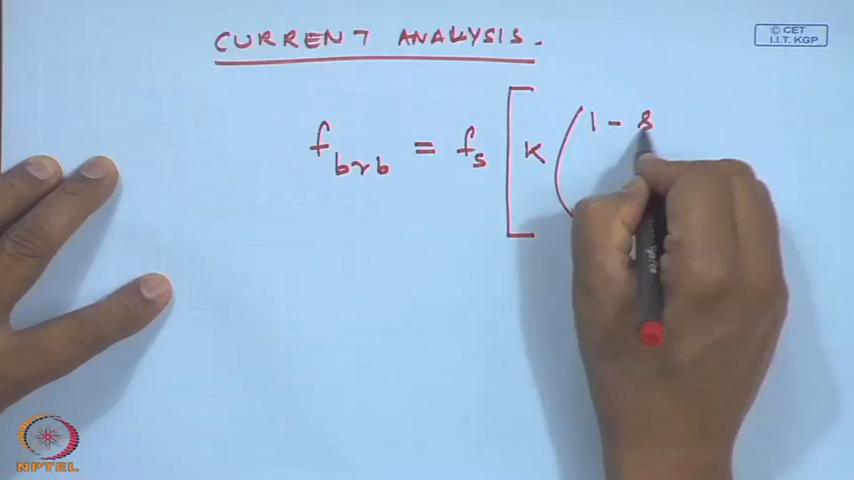 CURRENT ANALYSIS.
© CET
I.I.T. KGP
f_brb = f_s [ K ( 1 - s
NPTEL